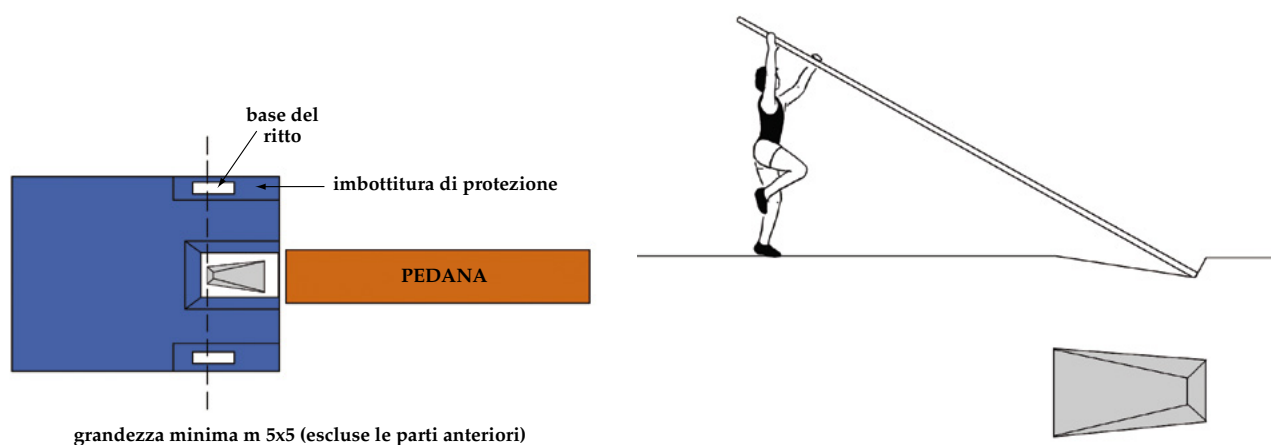 base del
ritto
imbottitura di protezione
PEDANA
grandezza minima m 5x5 (escluse le parti anteriori)